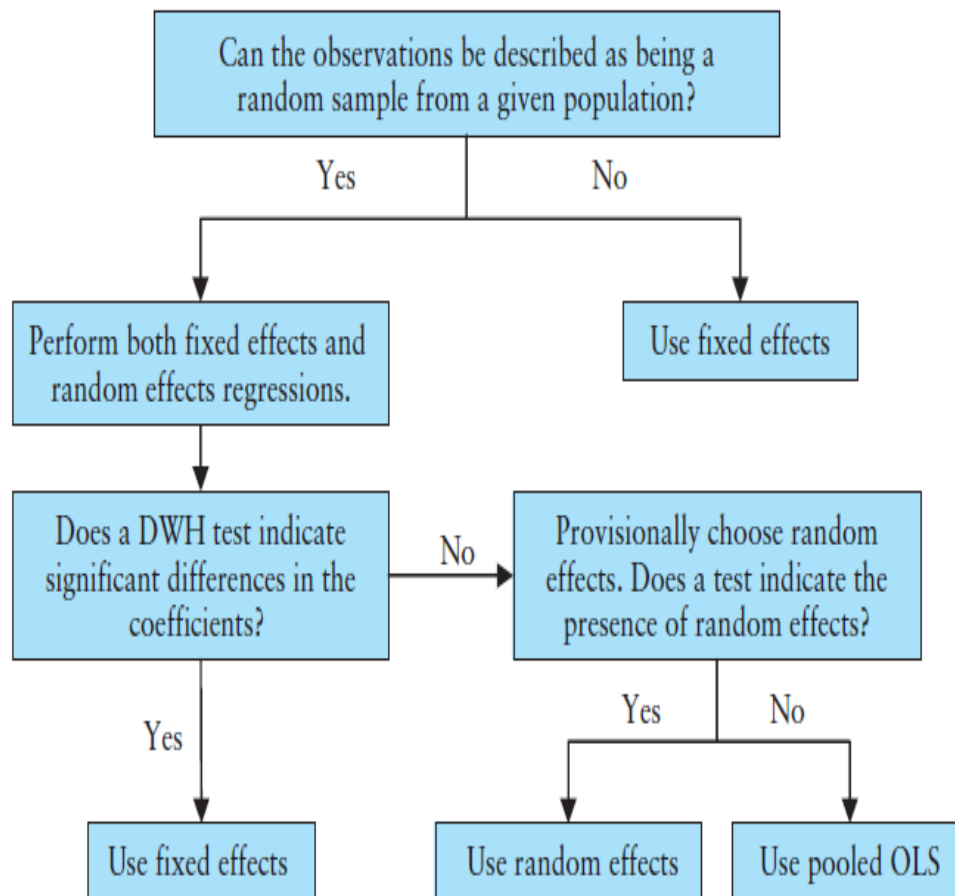 Can the observations be described as being a
random sample from a given population?
Yes
No
Perform both fixed effects and
random effects regressions.
Use fixed effects
Does a DWH test indicate
significant differences in the
coefficients?
No
Provisionally choose random
effects. Does a test indicate the
presence of random effects?
Yes
Yes
No
Use fixed effects
Use random effects
Use pooled OLS